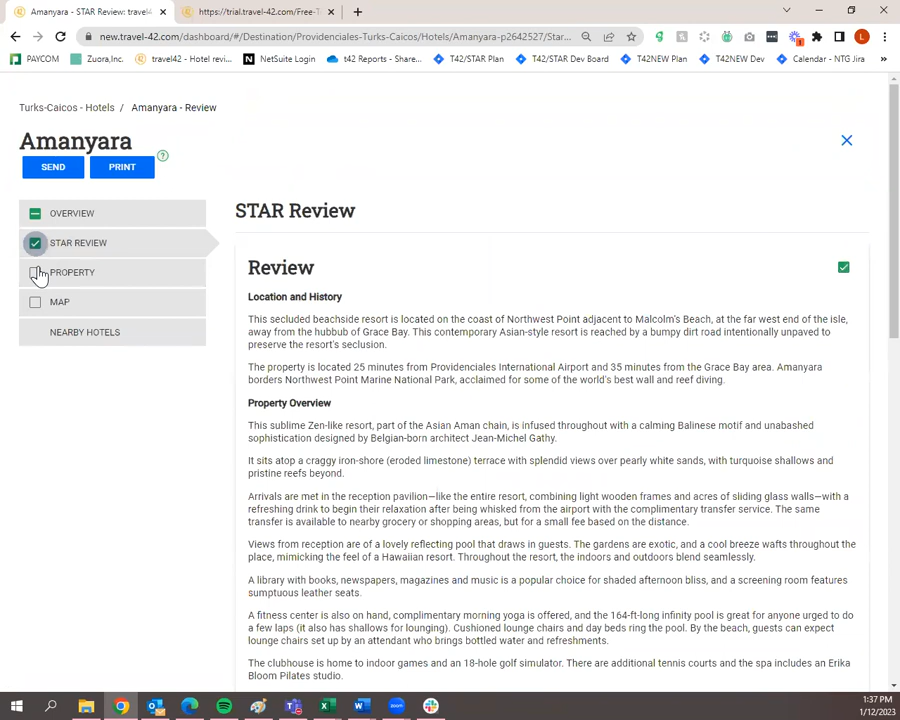 Amanyara - STAR Review: travel4
https://trial.travel-42.com/Free-T
new.travel-42.com/dashboard/#/Destination/Providenciales-Turks-Caicos/Hotels/Amanyara-p2642527/Star...
PAYCOM
Zuora,Inc.
travel42 - Hotel revi...
NetSuite Login
t42 Reports - Share...
T42/STAR Plan
T42/STAR Dev Board
T42NEW Plan
T42NEW Dev
Calendar - NTG Jira
»
Turks-Caicos - Hotels / Amanyara - Review
Amanyara
SEND
PRINT
OVERVIEW
STAR REVIEW
PROPERTY
MAP
NEARBY HOTELS
STAR Review
Review
Location and History
This secluded beachside resort is located on the coast of Northwest Point adjacent to Malcolm's Beach, at the far west end of the isle,
away from the hubbub of Grace Bay. This contemporary Asian-style resort is reached by a bumpy dirt road intentionally unpaved to
preserve the resort's seclusion.
The property is located 25 minutes from Providenciales International Airport and 35 minutes from the Grace Bay area. Amanyara
borders Northwest Point Marine National Park, acclaimed for some of the world's best wall and reef diving.
Property Overview
This sublime Zen-like resort, part of the Asian Aman chain, is infused throughout with a calming Balinese motif and unabashed
sophistication designed by Belgian-born architect Jean-Michel Gathy.
It sits atop a craggy iron-shore (eroded limestone) terrace with splendid views over pearly white sands, with turquoise shallows and
pristine reefs beyond.
Arrivals are met in the reception pavilion—like the entire resort, combining light wooden frames and acres of sliding glass walls—with a
refreshing drink to begin their relaxation after being whisked from the airport with the complimentary transfer service. The same
transfer is available to nearby grocery or shopping areas, but for a small fee based on the distance.
Views from reception are of a lovely reflecting pool that draws in guests. The gardens are exotic, and a cool breeze wafts throughout the
place, mimicking the feel of a Hawaiian resort. Throughout the resort, the indoors and outdoors blend seamlessly.
A library with books, newspapers, magazines and music is a popular choice for shaded afternoon bliss, and a screening room features
sumptuous leather seats.
A fitness center is also on hand, complimentary morning yoga is offered, and the 164-ft-long infinity pool is great for anyone urged to do
a few laps (it also has shallows for lounging). Cushioned lounge chairs and day beds ring the pool. By the beach, guests can expect
lounge chairs set up by an attendant who brings bottled water and refreshments.
The clubhouse is home to indoor games and an 18-hole golf simulator. There are additional tennis courts and the spa includes an Erika
Bloom Pilates studio.
1:37 PM
1/12/2023